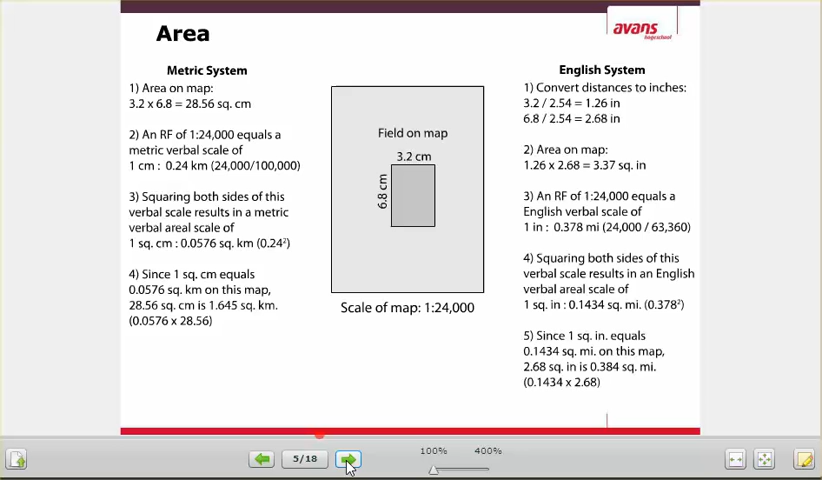 Area
avans
hogeschool
Metric System
1) Area on map:
3.2 x 6.8 = 28.56 sq. cm
2) An RF of 1:24,000 equals a
metric verbal scale of
1 cm : 0.24 km (24,000/100,000)
3) Squaring both sides of this
verbal scale results in a metric
verbal areal scale of
1 sq. cm : 0.0576 sq. km (0.24²)
4) Since 1 sq. cm equals
0.0576 sq. km on this map,
28.56 sq. cm is 1.645 sq. km.
(0.0576 x 28.56)
Field on map
3.2 cm
6.8 cm
Scale of map: 1:24,000
English System
1) Convert distances to inches:
3.2 / 2.54 = 1.26 in
6.8 / 2.54 = 2.68 in
2) Area on map:
1.26 x 2.68 = 3.37 sq. in
3) An RF of 1:24,000 equals a
English verbal scale of
1 in : 0.378 mi (24,000 / 63,360)
4) Squaring both sides of this
verbal scale results in an English
verbal areal scale of
1 sq. in : 0.1434 sq. mi. (0.378²)
5) Since 1 sq. in. equals
0.1434 sq. mi. on this map,
2.68 sq. in is 0.384 sq. mi.
(0.1434 x 2.68)
5/18
100%
400%